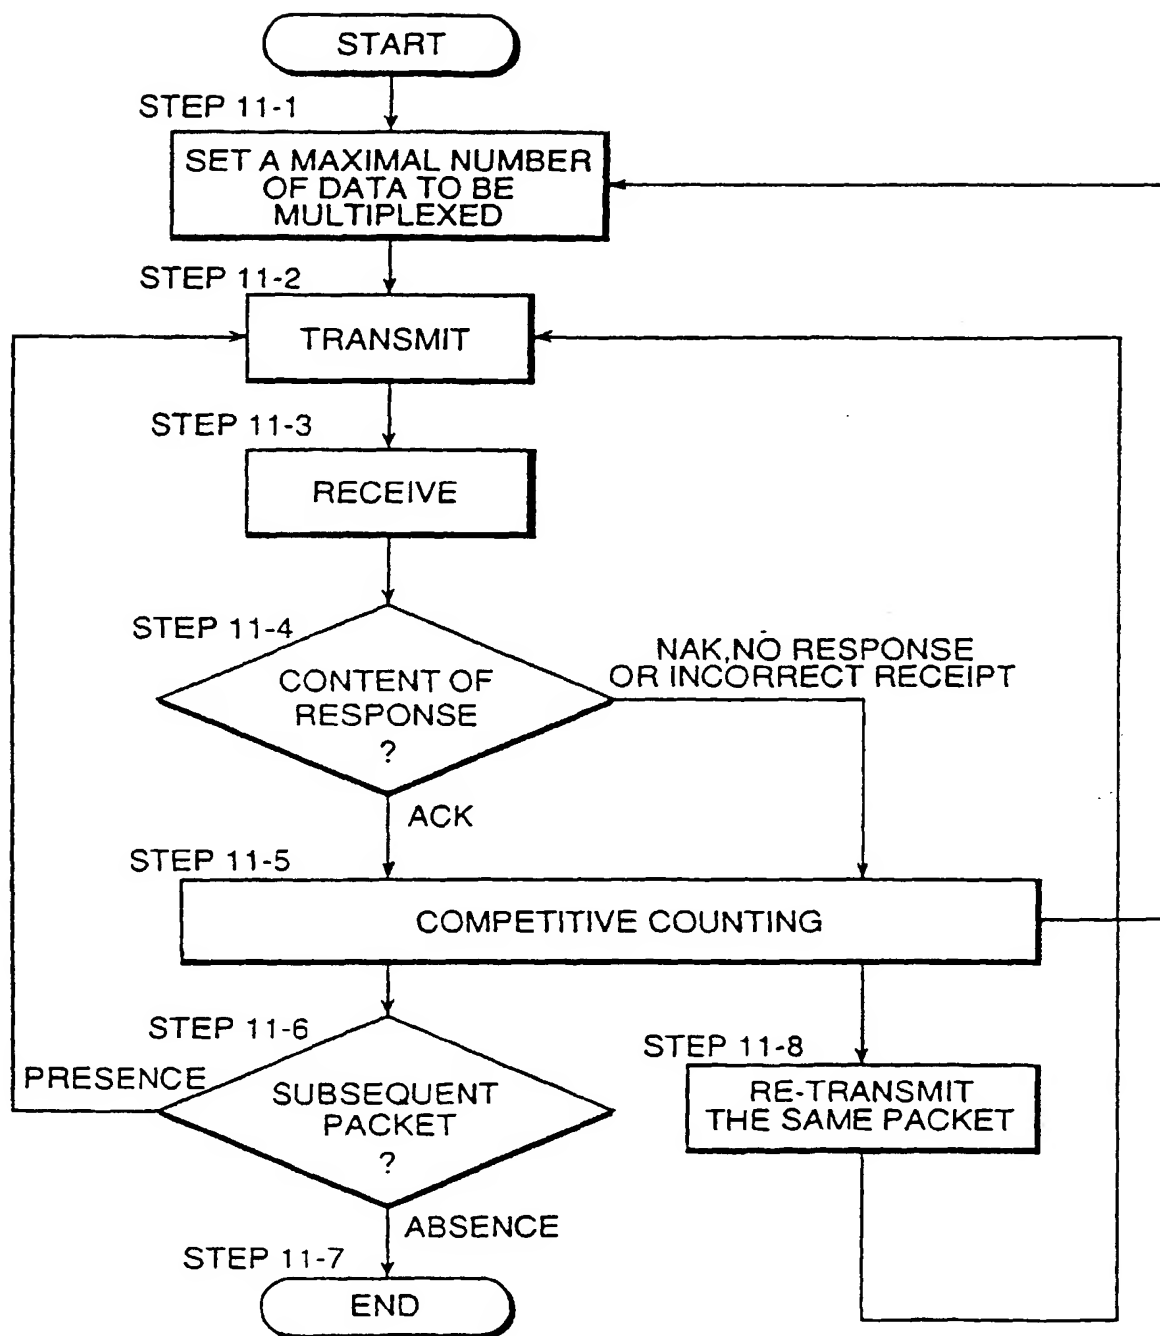 START
STEP 11-1
SET A MAXIMAL NUMBER
OF DATA TO BE
MULTIPLEXED
STEP 11-2
TRANSMIT
STEP 11-3
RECEIVE
STEP 11-4
CONTENT OF
RESPONSE
?
NAK,NO RESPONSE
OR INCORRECT RECEIPT
ACK
STEP 11-5
COMPETITIVE COUNTING
STEP 11-6
PRESENCE
SUBSEQUENT
PACKET
?
STEP 11-8
RE-TRANSMIT
THE SAME PACKET
ABSENCE
STEP 11-7
END